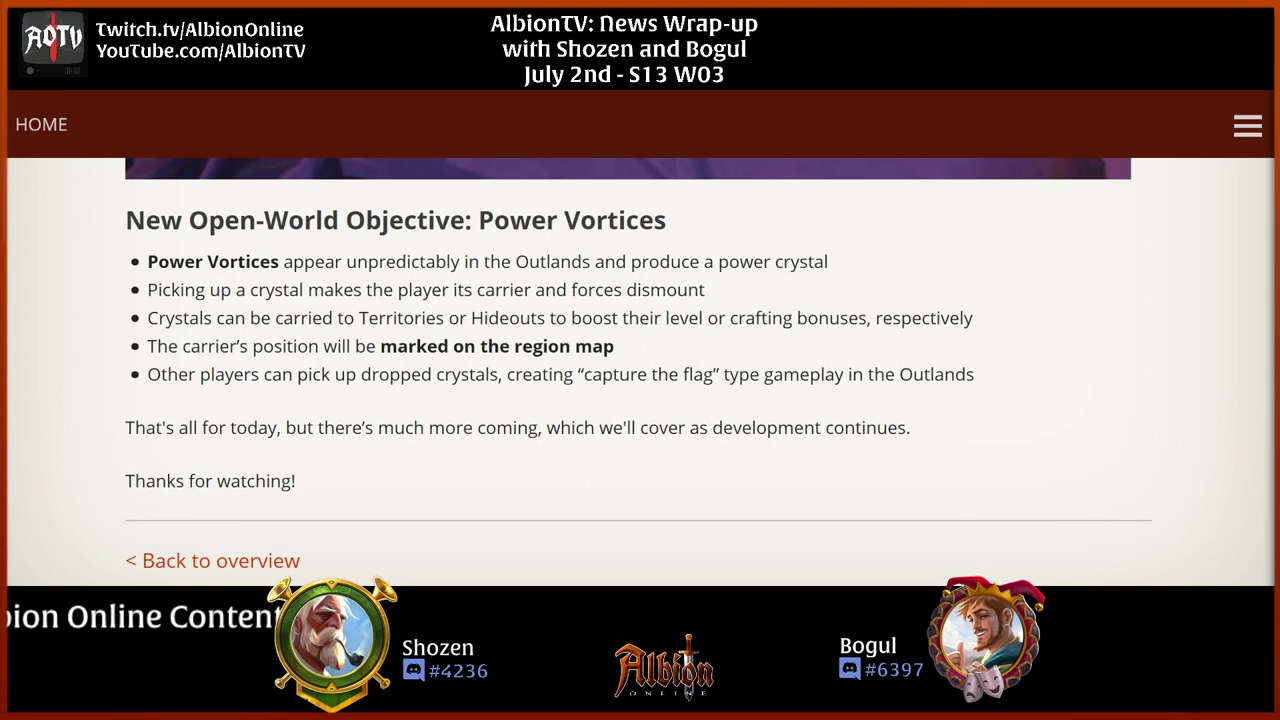 AOTV
Twitch.tv/AlbionOnline
YouTube.com/AlbionTV
AlbionTV: News Wrap-up
with Shozen and Bogul
July 2nd - S13 W03
HOME
New Open-World Objective: Power Vortices
• Power Vortices appear unpredictably in the Outlands and produce a power crystal
• Picking up a crystal makes the player its carrier and forces dismount
• Crystals can be carried to Territories or Hideouts to boost their level or crafting bonuses, respectively
• The carrier’s position will be marked on the region map
• Other players can pick up dropped crystals, creating “capture the flag” type gameplay in the Outlands
That's all for today, but there’s much more coming, which we'll cover as development continues.
Thanks for watching!
< Back to overview
bion Online Content
Shozen
#4236
Albion
ONLINE
Bogul
#6397